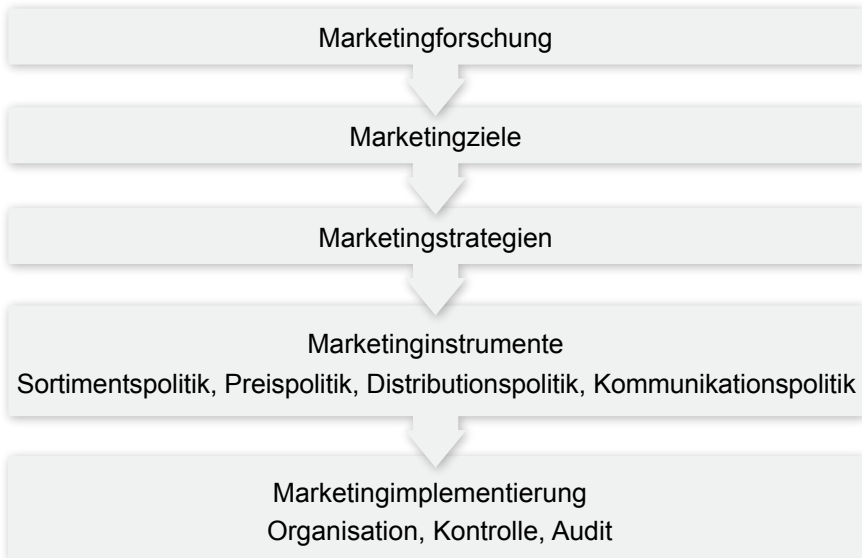 Marketingforschung
Marketingziele
Marketingstrategien
Marketinginstrumente
Sortimentspolitik, Preispolitik, Distributionspolitik, Kommunikationspolitik
Marketingimplementierung
Organisation, Kontrolle, Audit